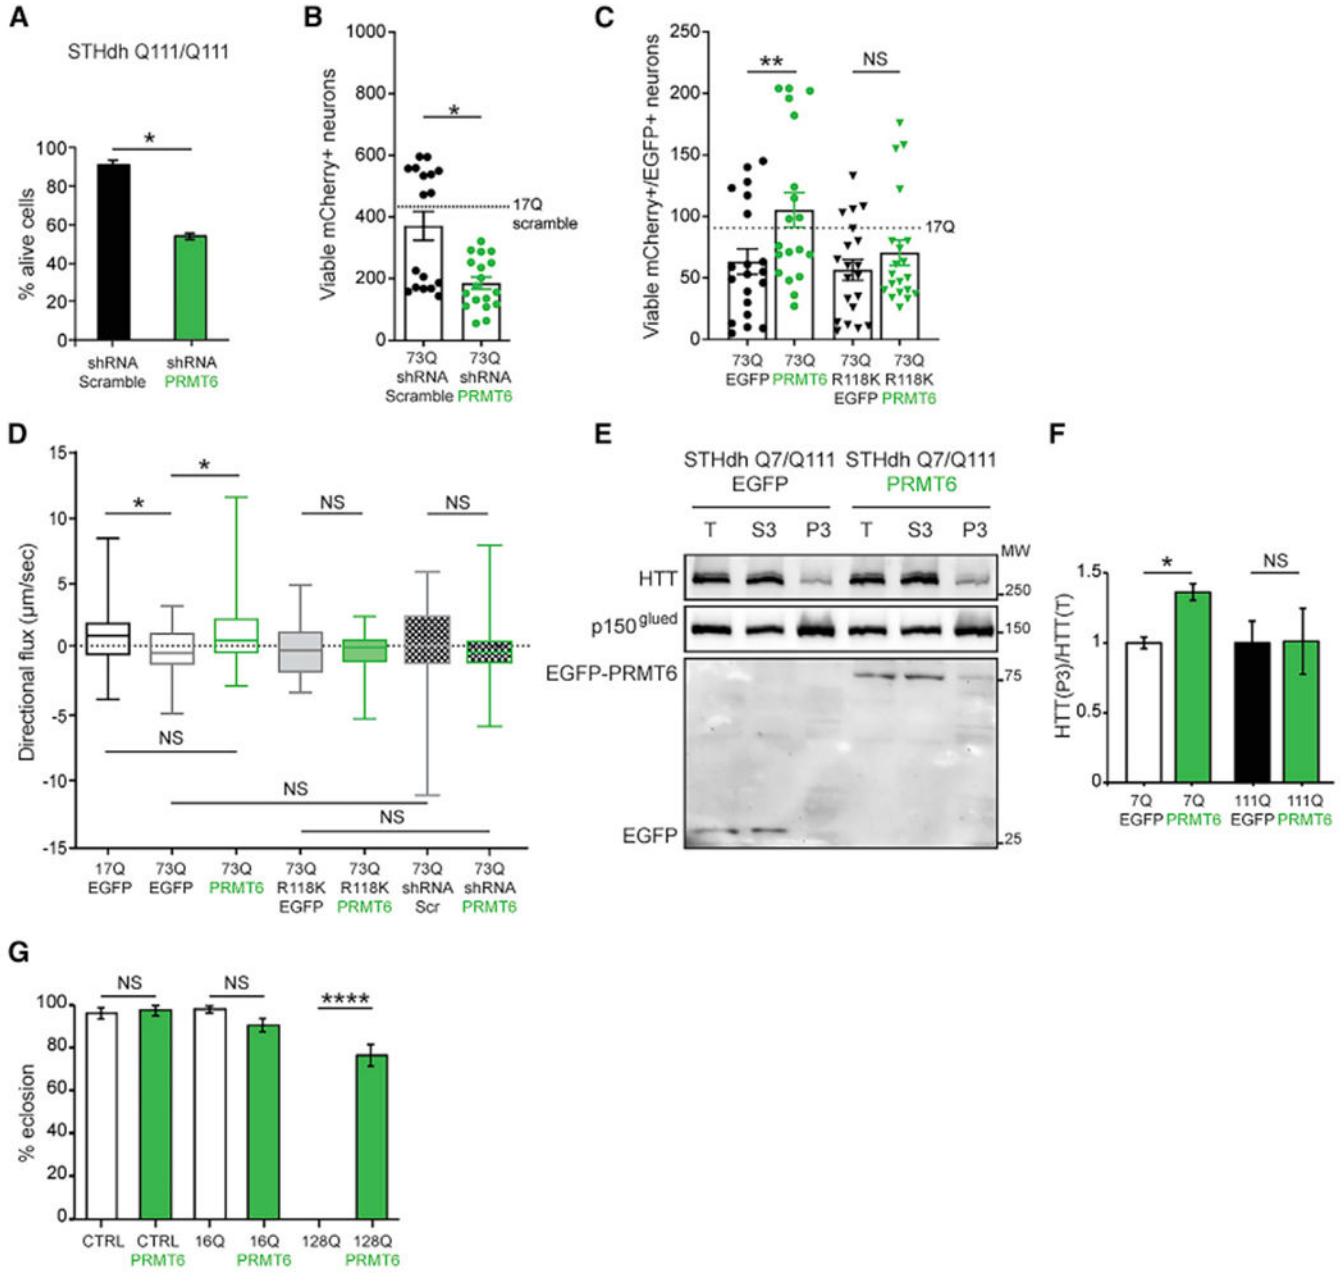 A
STHdh Q111/Q111
*
% alive cells
100
80
60
40
20
0
shRNA
Scramble
shRNA
PRMT6
B
Viable mCherry+ neurons
1000
800
600
400
200
0
*
17Q
scramble
73Q
shRNA
Scramble
73Q
shRNA
PRMT6
C
Viable mCherry+/EGFP+ neurons
250
200
150
100
50
0
**
NS
17Q
73Q
EGFP
73Q
PRMT6
73Q
R118K
EGFP
73Q
R118K
PRMT6
D
Directional flux (μm/sec)
15
10
5
0
-5
-10
-15
*
*
NS
NS
NS
NS
NS
17Q
EGFP
73Q
EGFP
73Q
PRMT6
73Q
R118K
EGFP
73Q
R118K
PRMT6
73Q
shRNA
Scr
73Q
shRNA
PRMT6
E
STHdh Q7/Q111
EGFP
STHdh Q7/Q111
PRMT6
T S3 P3 T S3 P3
MW
HTT
250
p150glued
150
EGFP-PRMT6
75
EGFP
25
F
HTT(P3)/HTT(T)
1.5
1
0.5
0
*
NS
7Q
EGFP
7Q
PRMT6
111Q
EGFP
111Q
PRMT6
G
% eclosion
100
80
60
40
20
0
NS
NS
****
CTRL
CTRL
PRMT6
16Q
16Q
PRMT6
128Q
128Q
PRMT6